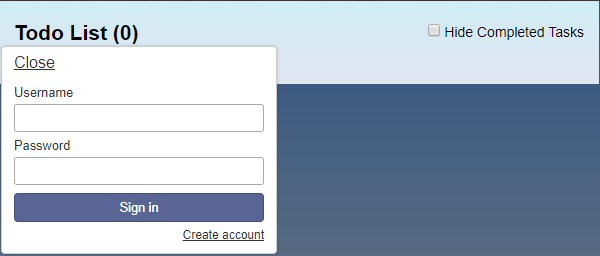 Todo List (0)
Hide Completed Tasks
Close
Username
Password
Sign in
Create account